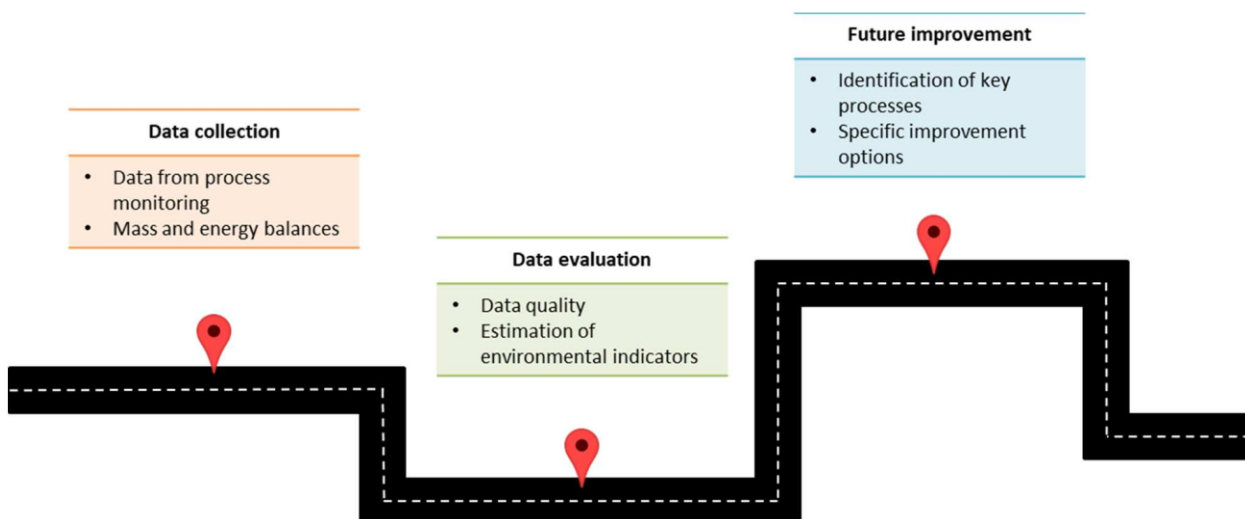 Data collection
• Data from process
monitoring
• Mass and energy balances
Data evaluation
• Data quality
• Estimation of
environmental indicators
Future improvement
• Identification of key
processes
• Specific improvement
options